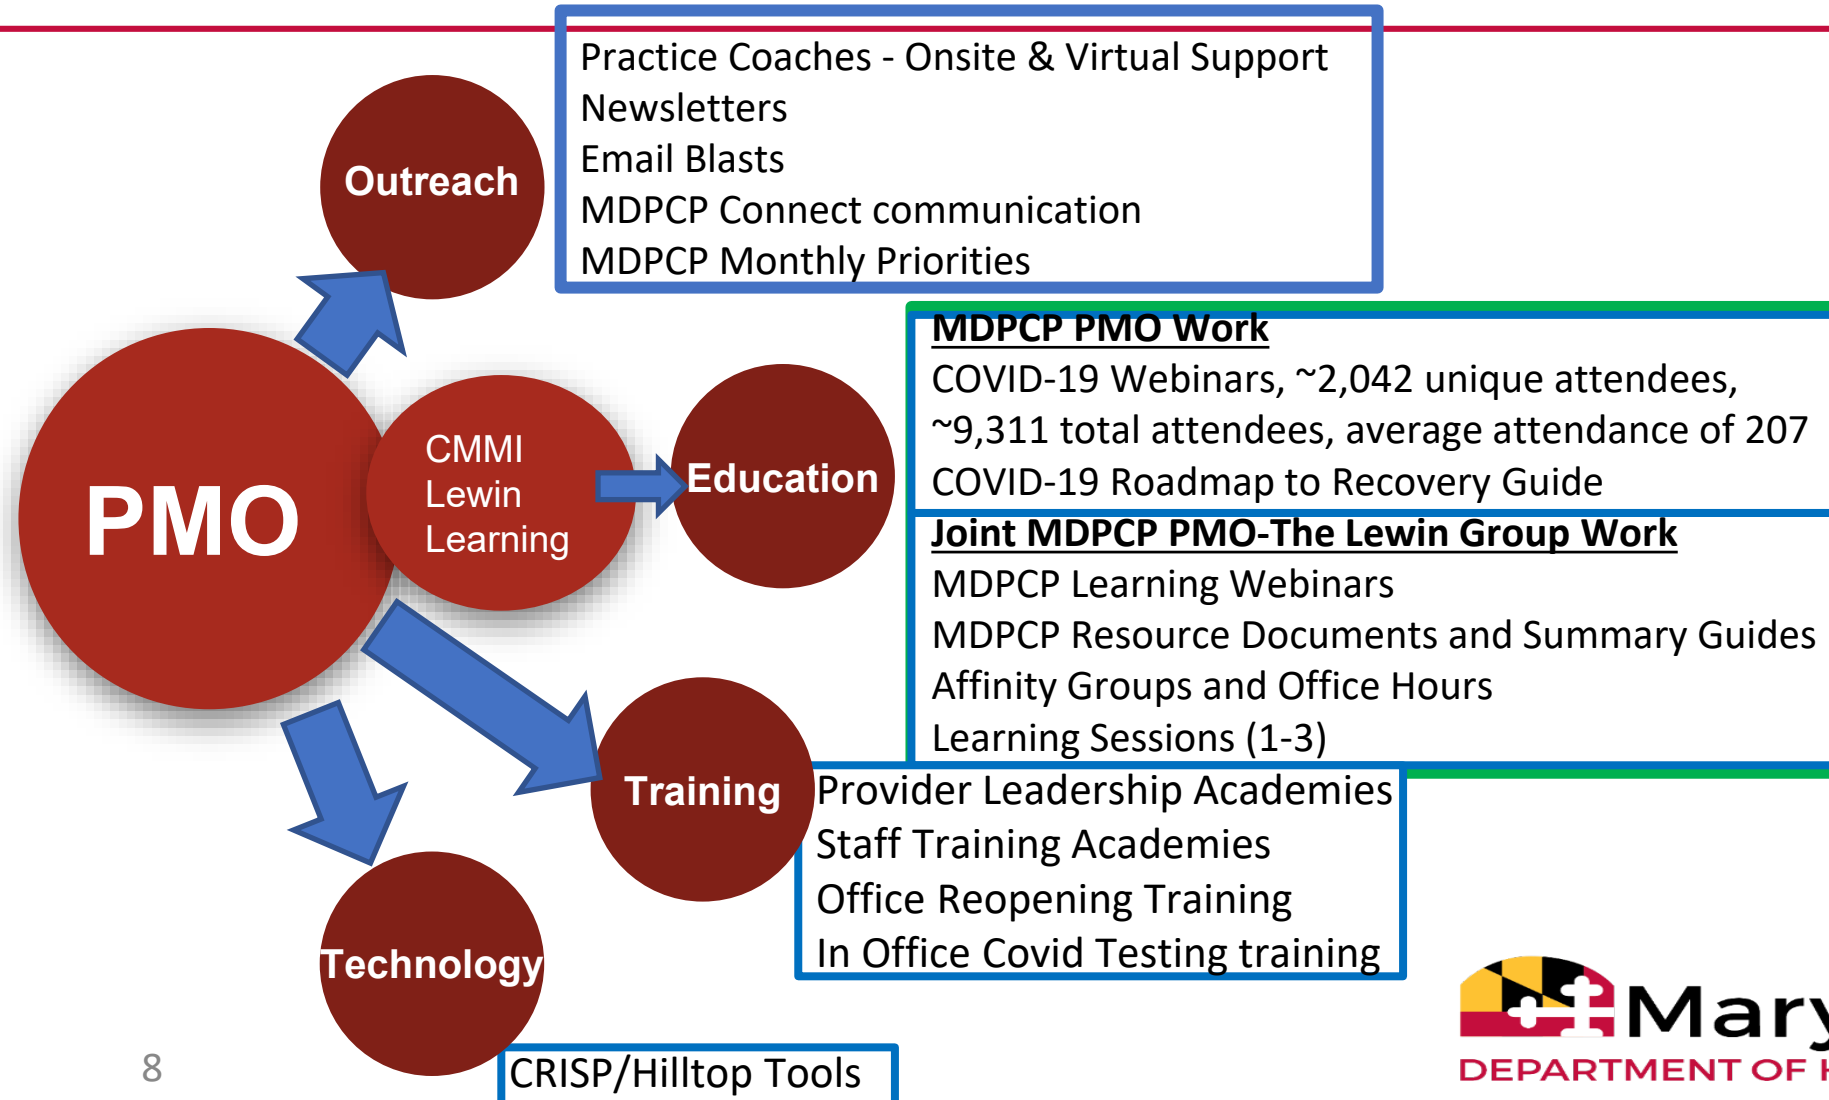 Practice Coaches - Onsite & Virtual Support
Newsletters
Email Blasts
MDPCP Connect communication
MDPCP Monthly Priorities
Outreach
PMO
CMMI
Lewin
Learning
Education
MDPCP PMO Work
COVID-19 Webinars, ~2,042 unique attendees,
~9,311 total attendees, average attendance of 207
COVID-19 Roadmap to Recovery Guide
Joint MDPCP PMO-The Lewin Group Work
MDPCP Learning Webinars
MDPCP Resource Documents and Summary Guides
Affinity Groups and Office Hours
Learning Sessions (1-3)
Training
Provider Leadership Academies
Staff Training Academies
Office Reopening Training
In Office Covid Testing training
Technology
CRISP/Hilltop Tools
8
Mary
DEPARTMENT OF H